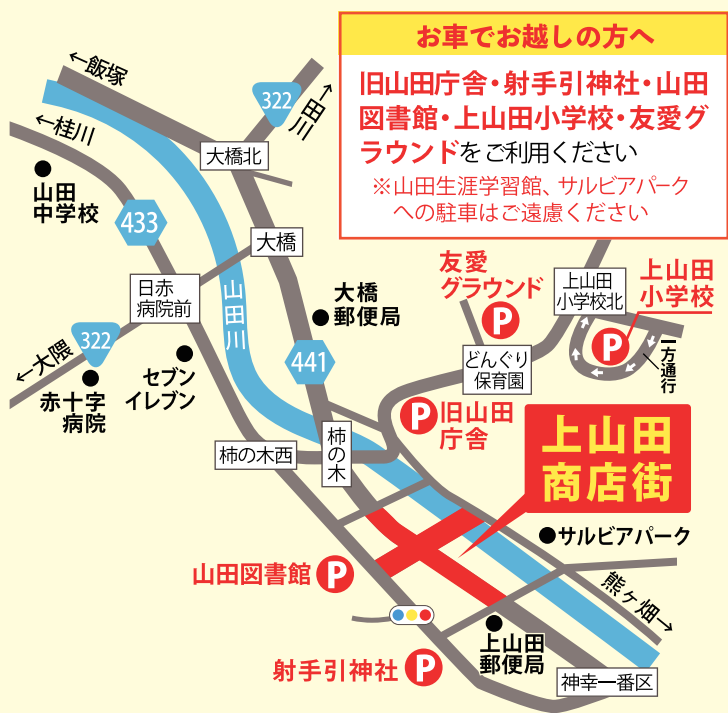 お車でお越しの方へ
旧山田庁舎・射手引神社・山田
図書館・上山田小学校・友愛グ
ラウンドをご利用ください
※山田生涯学習館、サルビアパーク
への駐車はご遠慮ください
←飯塚
322
→田川
←桂川
大橋北
山田
中学校
433
大橋
友愛
グラウンド
上山田
小学校北
上山田
小学校
日赤
病院前
山田川
大橋
郵便局
P
P
一方通行
322
←大隈
441
どんぐり
保育園
セブン
イレブン
赤十字
病院
P
旧山田
庁舎
上山田
商店街
柿の木西
柿の木
サルビアパーク
山田図書館
P
熊ヶ畑→
上山田
郵便局
射手引神社
P
神幸一番区